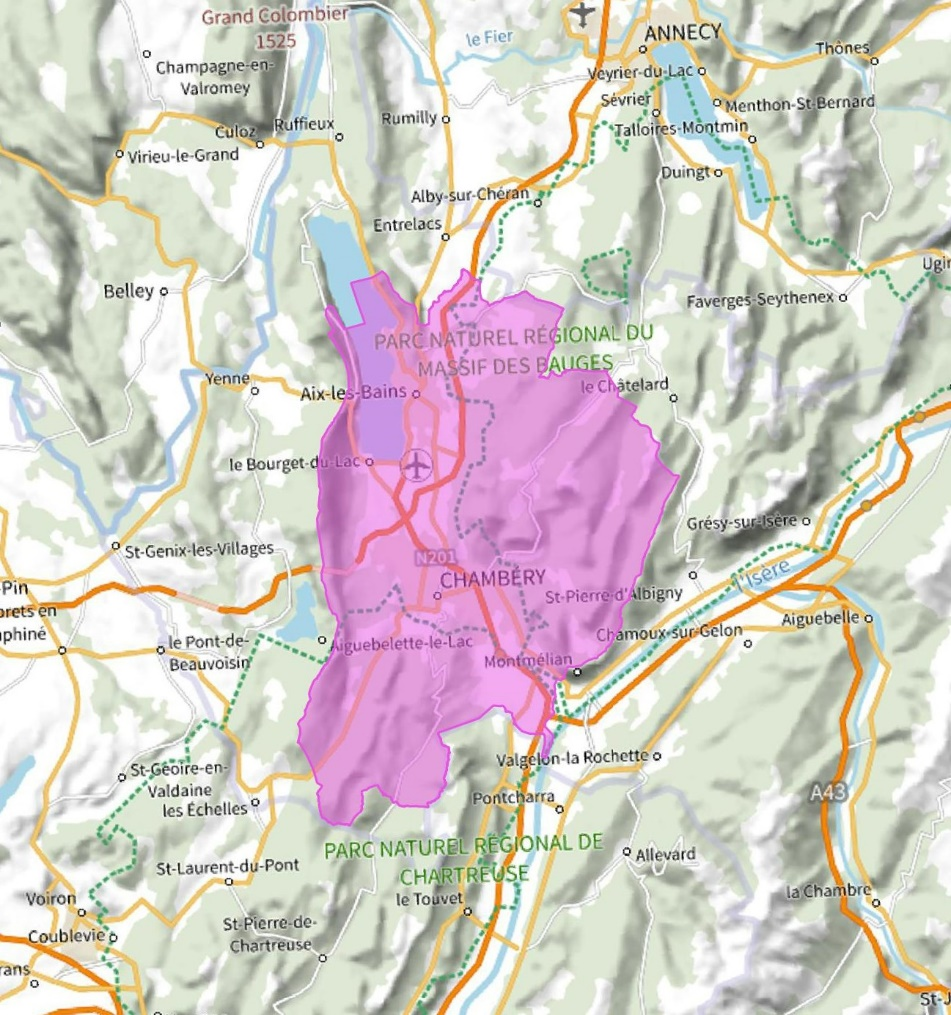 Grand Colombier
1525
le Fier
ANNECY
Thônes
Champagne-en-
Valromey
Veyrier-du-Lac
Sévrier
Menthon-St-Bernard
Rumilly
Culoz
Ruffieux
Talloires-Montmin
Virieu-le-Grand
Duingt
Alby-sur-Chéran
Entrelacs
Ugin
Belley
Faverges-Seythenex
PARC NATUREL RÉGIONAL DU
MASSIF DES BAUGES
Yenne
Aix-les-Bains
le Châtelard
le Bourget-du-Lac
Grésy-sur-Isère
St-Genix-les-Villages
N201
CHAMBÉRY
l'Isère
-Pin
St-Pierre-d'Albigny
prets en
uphiné
Aiguebelle
le Pont-de-
Beauvoisin
Aiguebelette-le-Lac
Chamoux-sur-Gelon
Montmélian
Valgelon-la Rochette
St-Geoire-en-
Valdaine
les Échelles
Pontcharra
A43
PARC NATUREL RÉGIONAL DE
CHARTREUSE
Allevard
St-Laurent-du-Pont
Voiron
le Touvet
la Chambre
St-Pierre-de-
Chartreuse
Coublevie
rans
St-J